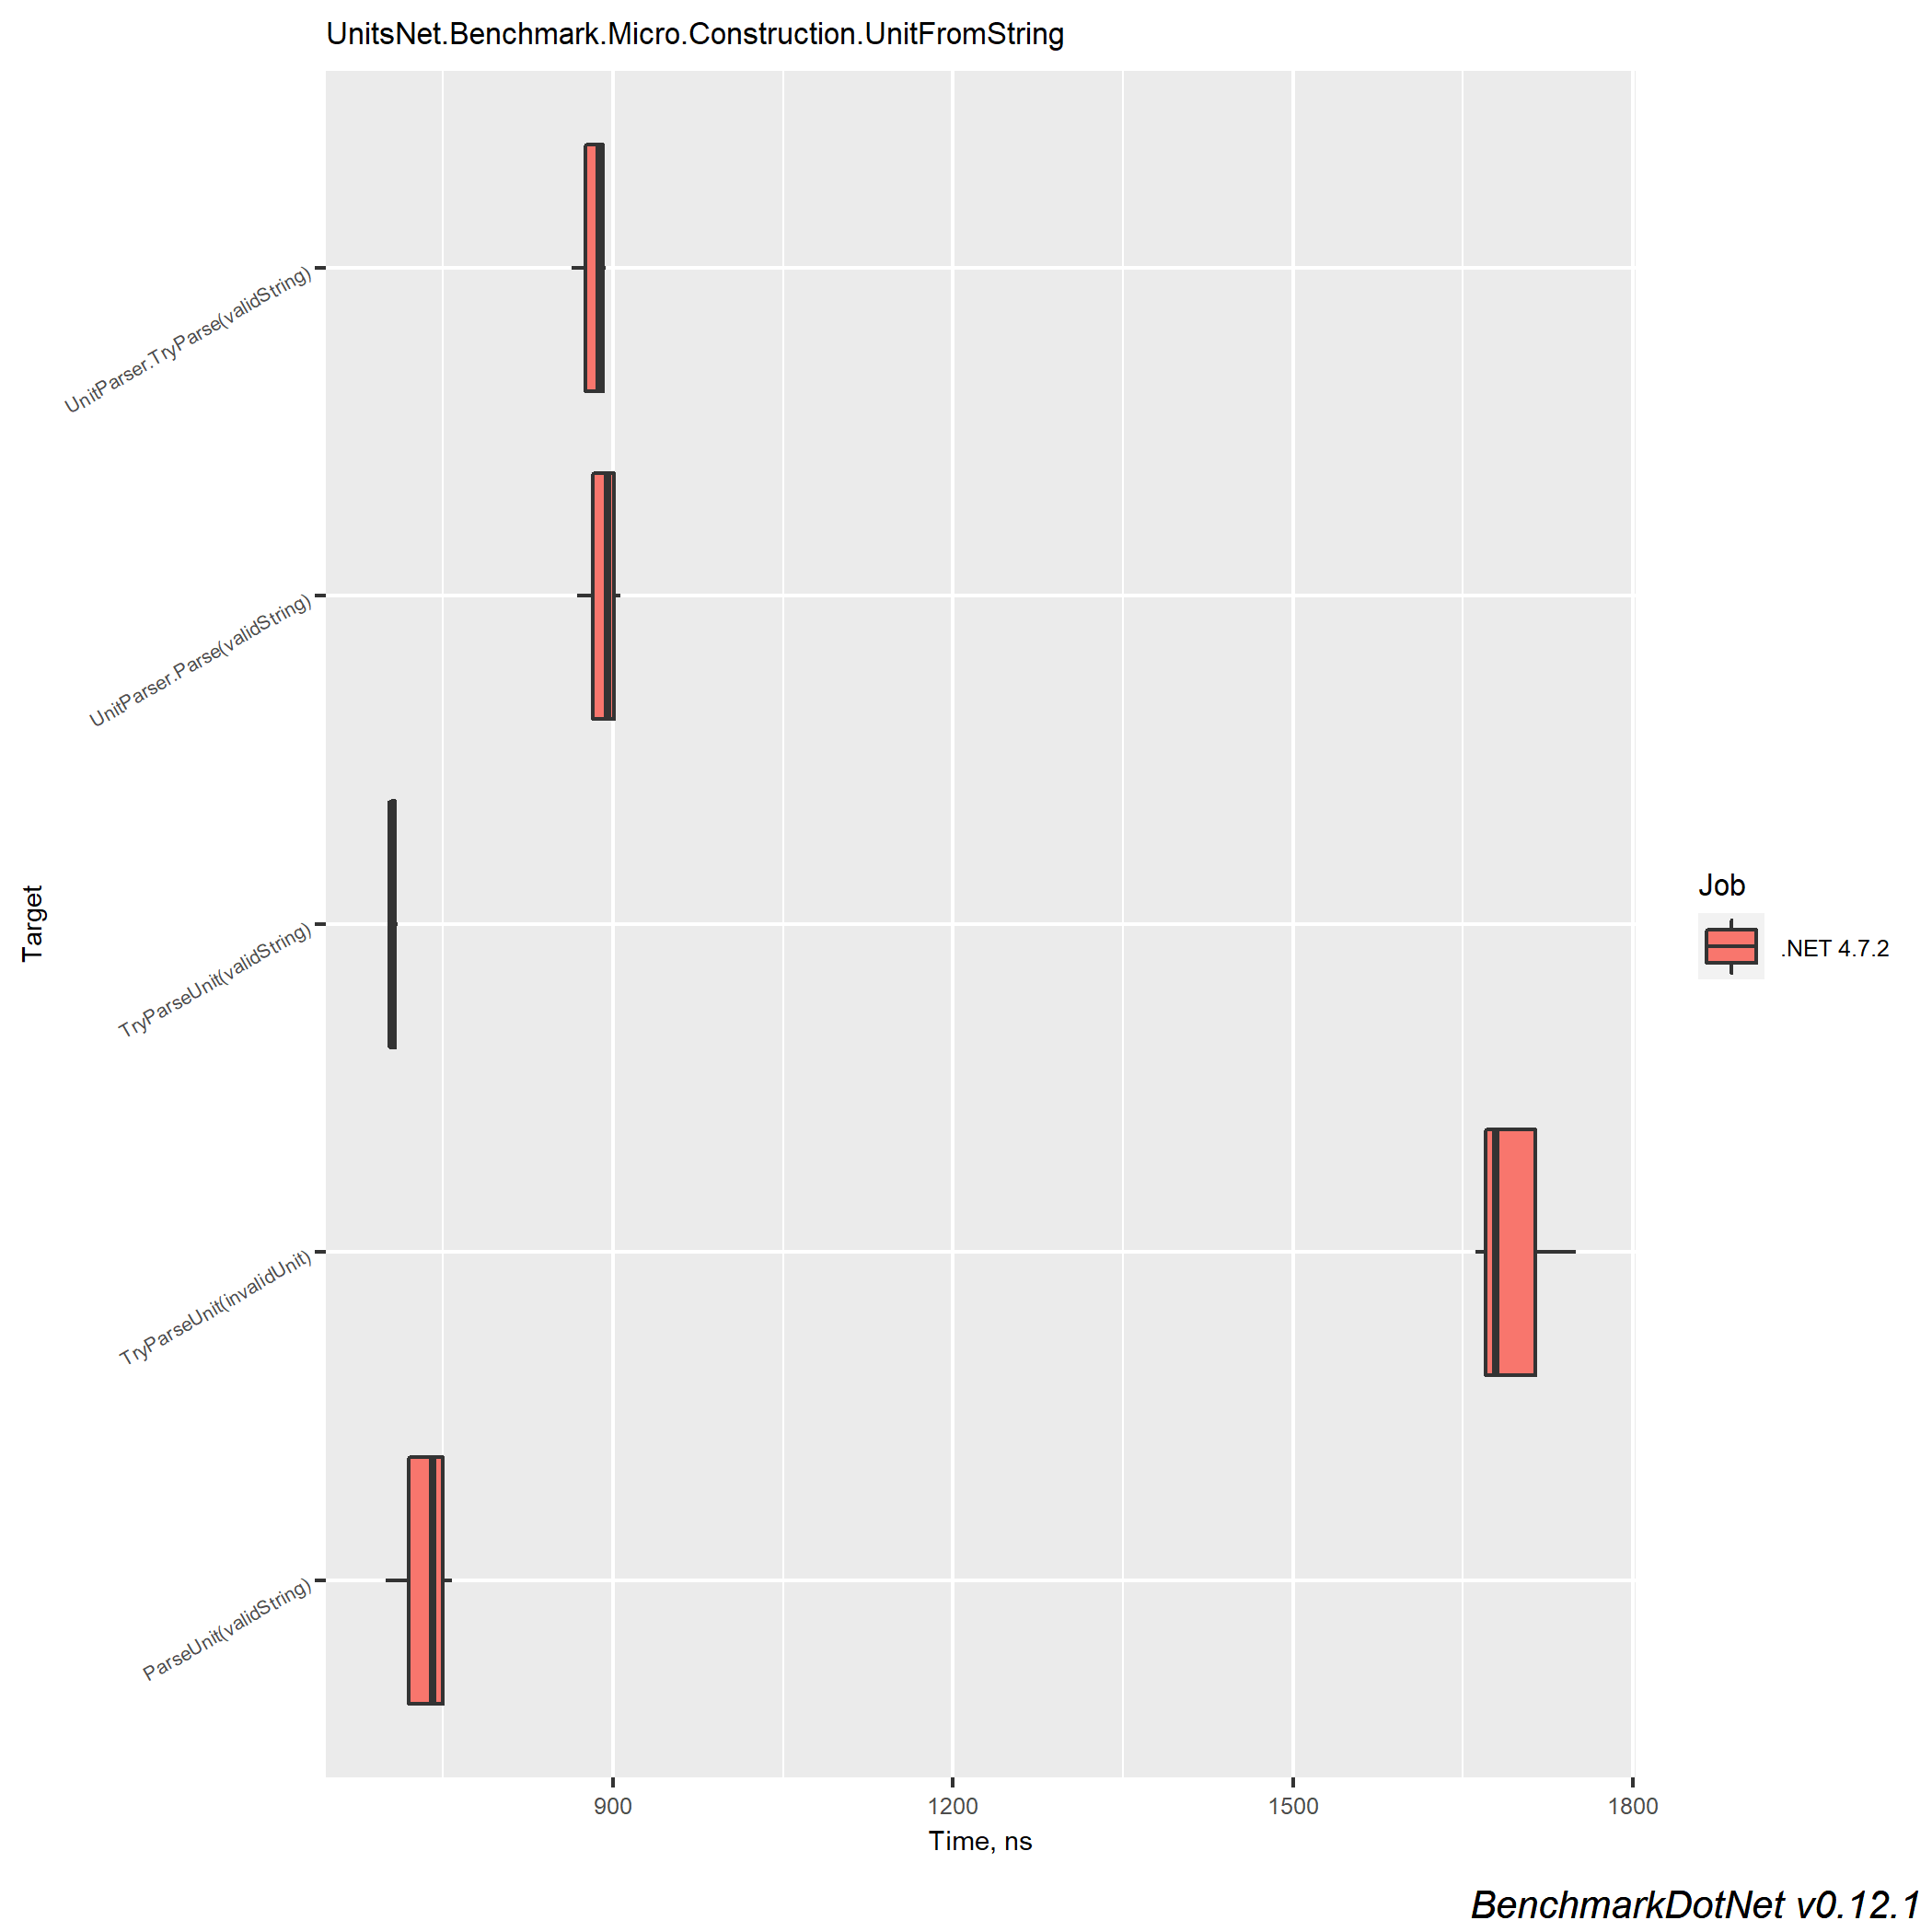 UnitsNet.Benchmark.Micro.Construction.UnitFromString
UnitParser.TryParse(validString)
UnitParser.Parse(validString)
TryParseUnit(validString)
TryParseUnit(invalidUnit)
ParseUnit(validString)
Target
900
1200
1500
1800
Time, ns
Job
.NET 4.7.2
BenchmarkDotNet v0.12.1